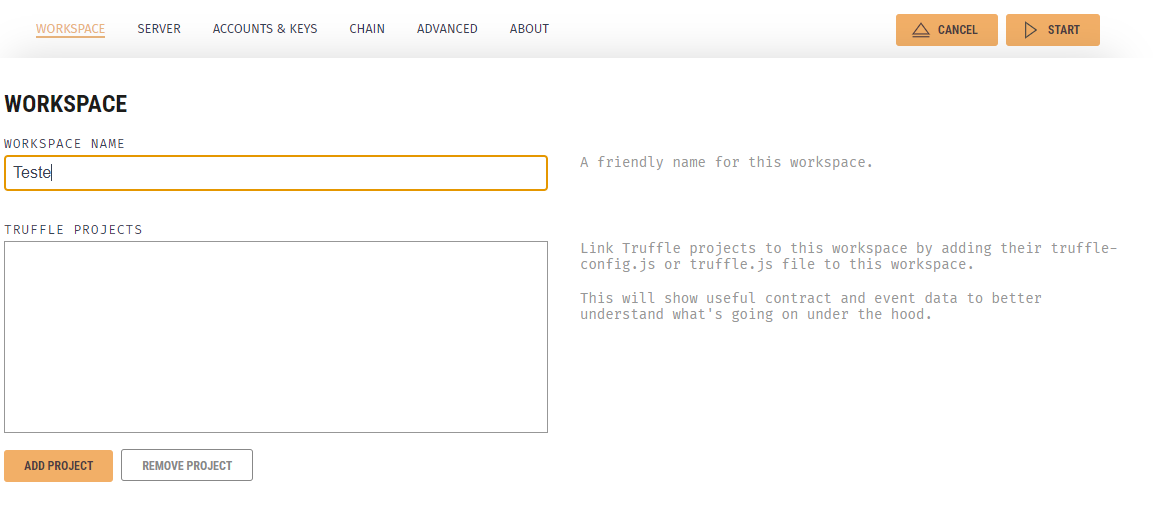 WORKSPACE SERVER ACCOUNTS & KEYS CHAIN ADVANCED ABOUT CANCEL START
WORKSPACE
WORKSPACE NAME
Teste
A friendly name for this workspace.
TRUFFLE PROJECTS
Link Truffle projects to this workspace by adding their truffle-
config.js or truffle.js file to this workspace.
This will show useful contract and event data to better
understand what's going on under the hood.
ADD PROJECT REMOVE PROJECT